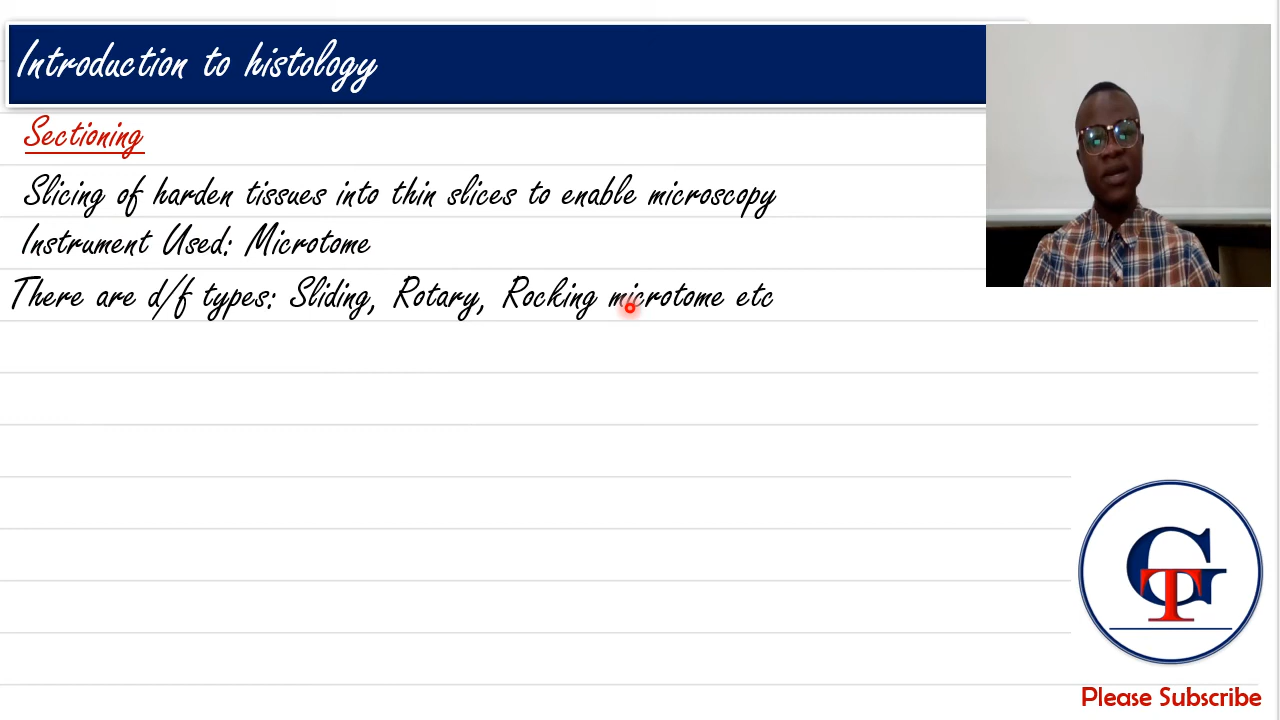 Introduction to histology
Sectioning
Slicing of harden tissues into thin slices to enable microscopy
Instrument Used: Microtome
There are d/f types: Sliding, Rotary, Rocking microtome etc
GT
Please Subscribe